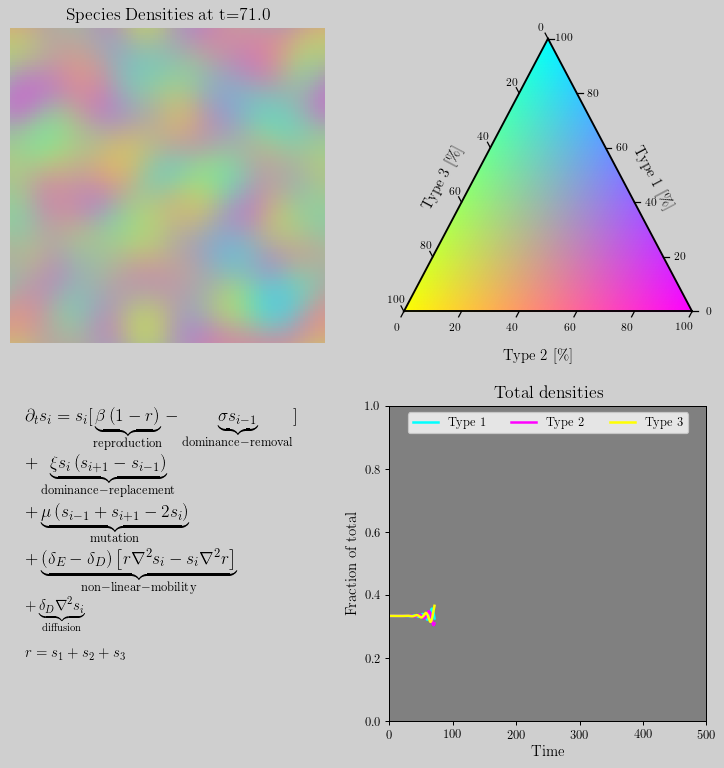 Species Densities at t=71.0
0
100
20
80
40
60
Type 3 [%]
Type 1 [%]
60
40
80
20
100
0
0
20
40
60
80
100
Type 2 [%]
∂ₜsᵢ = sᵢ[β(1 − r) − σsᵢ₋₁]
reproduction dominance−removal
+ ξsᵢ(sᵢ₊₁ − sᵢ₋₁)
dominance−replacement
+ μ(sᵢ₋₁ + sᵢ₊₁ − 2sᵢ)
mutation
+ (δ_E − δ_D)[r∇²sᵢ − sᵢ∇²r]
non−linear−mobility
+ δ_D∇²sᵢ
diffusion
r = s₁ + s₂ + s₃
Total densities
Type 1 Type 2 Type 3
1.0
0.8
0.6
0.4
0.2
0.0
Fraction of total
0 100 200 300 400 500
Time